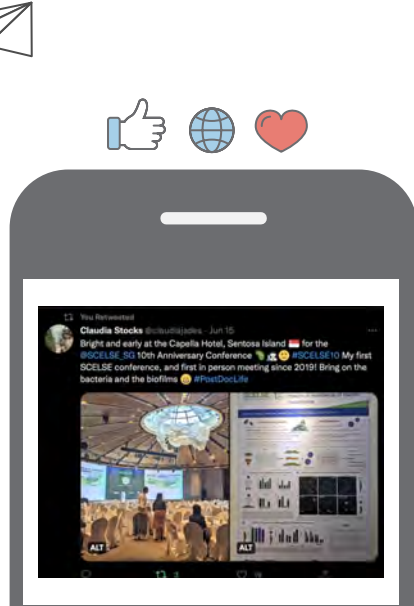 You Retweeted
Claudia Stocks @claudiajades · Jun 15
Bright and early at the Capella Hotel, Sentosa Island 🇮🇩 for the
@SCELSE_SG 10th Anniversary Conference #SCELSE10 My first
SCELSE conference, and first in person meeting since 2019! Bring on the
bacteria and the biofilms #PostDocLife
ALT
ALT